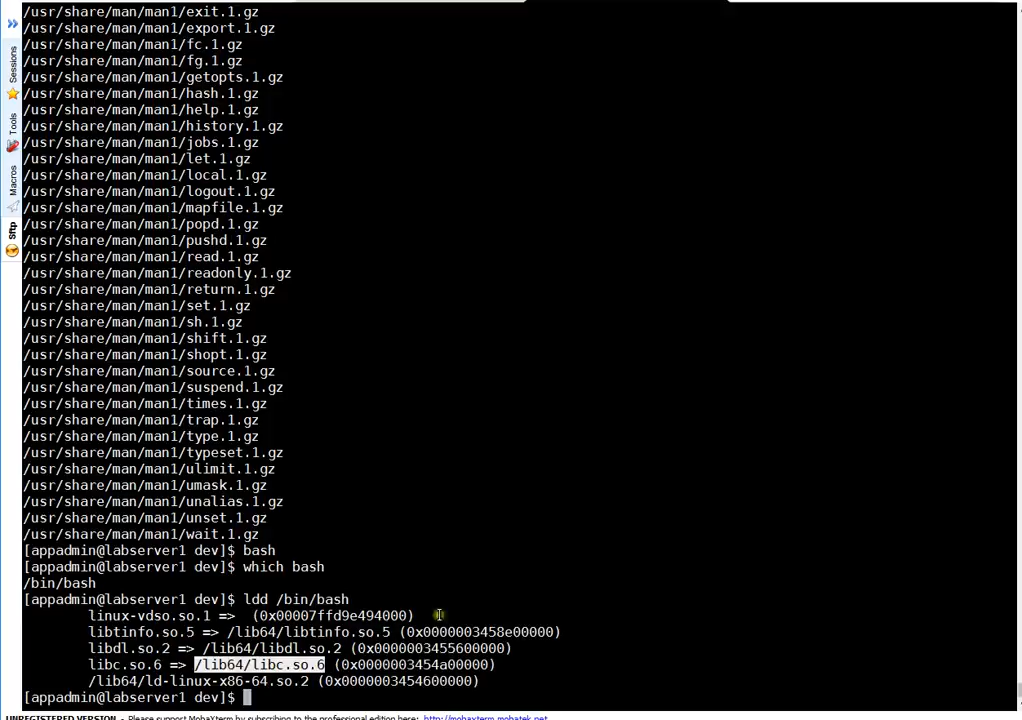 /usr/share/man/man1/exit.1.gz
/usr/share/man/man1/export.1.gz
/usr/share/man/man1/fc.1.gz
/usr/share/man/man1/fg.1.gz
/usr/share/man/man1/getopts.1.gz
/usr/share/man/man1/hash.1.gz
/usr/share/man/man1/help.1.gz
/usr/share/man/man1/history.1.gz
/usr/share/man/man1/jobs.1.gz
/usr/share/man/man1/let.1.gz
/usr/share/man/man1/local.1.gz
/usr/share/man/man1/logout.1.gz
/usr/share/man/man1/mapfile.1.gz
/usr/share/man/man1/popd.1.gz
/usr/share/man/man1/pushd.1.gz
/usr/share/man/man1/read.1.gz
/usr/share/man/man1/readonly.1.gz
/usr/share/man/man1/return.1.gz
/usr/share/man/man1/set.1.gz
/usr/share/man/man1/sh.1.gz
/usr/share/man/man1/shift.1.gz
/usr/share/man/man1/shopt.1.gz
/usr/share/man/man1/source.1.gz
/usr/share/man/man1/suspend.1.gz
/usr/share/man/man1/times.1.gz
/usr/share/man/man1/trap.1.gz
/usr/share/man/man1/type.1.gz
/usr/share/man/man1/typeset.1.gz
/usr/share/man/man1/ulimit.1.gz
/usr/share/man/man1/umask.1.gz
/usr/share/man/man1/unalias.1.gz
/usr/share/man/man1/unset.1.gz
/usr/share/man/man1/wait.1.gz
[appadmin@labserver1 dev]$ bash
[appadmin@labserver1 dev]$ which bash
/bin/bash
[appadmin@labserver1 dev]$ ldd /bin/bash
linux-vdso.so.1 =>  (0x00007ffd9e494000)
libtinfo.so.5 => /lib64/libtinfo.so.5 (0x0000003458e00000)
libdl.so.2 => /lib64/libdl.so.2 (0x0000003455600000)
libc.so.6 => /lib64/libc.so.6 (0x0000003454a00000)
/lib64/ld-linux-x86-64.so.2 (0x0000003454600000)
[appadmin@labserver1 dev]$
Sessions
Tools
Macros
Sftp
UNREGISTERED VERSION - Please support MobaXterm by subscribing to the professional edition here: http://mobaxterm.mobatek.net